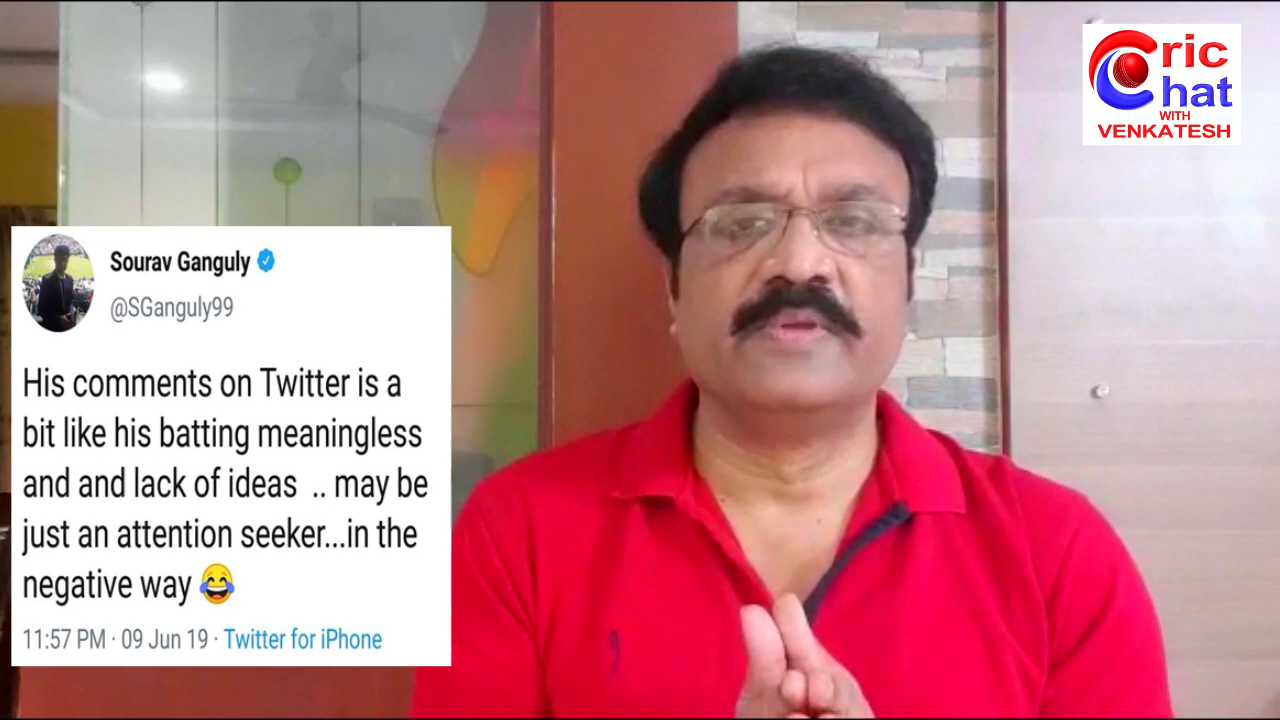 Cric
Chat
WITH
VENKATESH
Sourav Ganguly
@SGanguly99
His comments on Twitter is a
bit like his batting meaningless
and and lack of ideas .. may be
just an attention seeker...in the
negative way 😂
11:57 PM · 09 Jun 19 · Twitter for iPhone